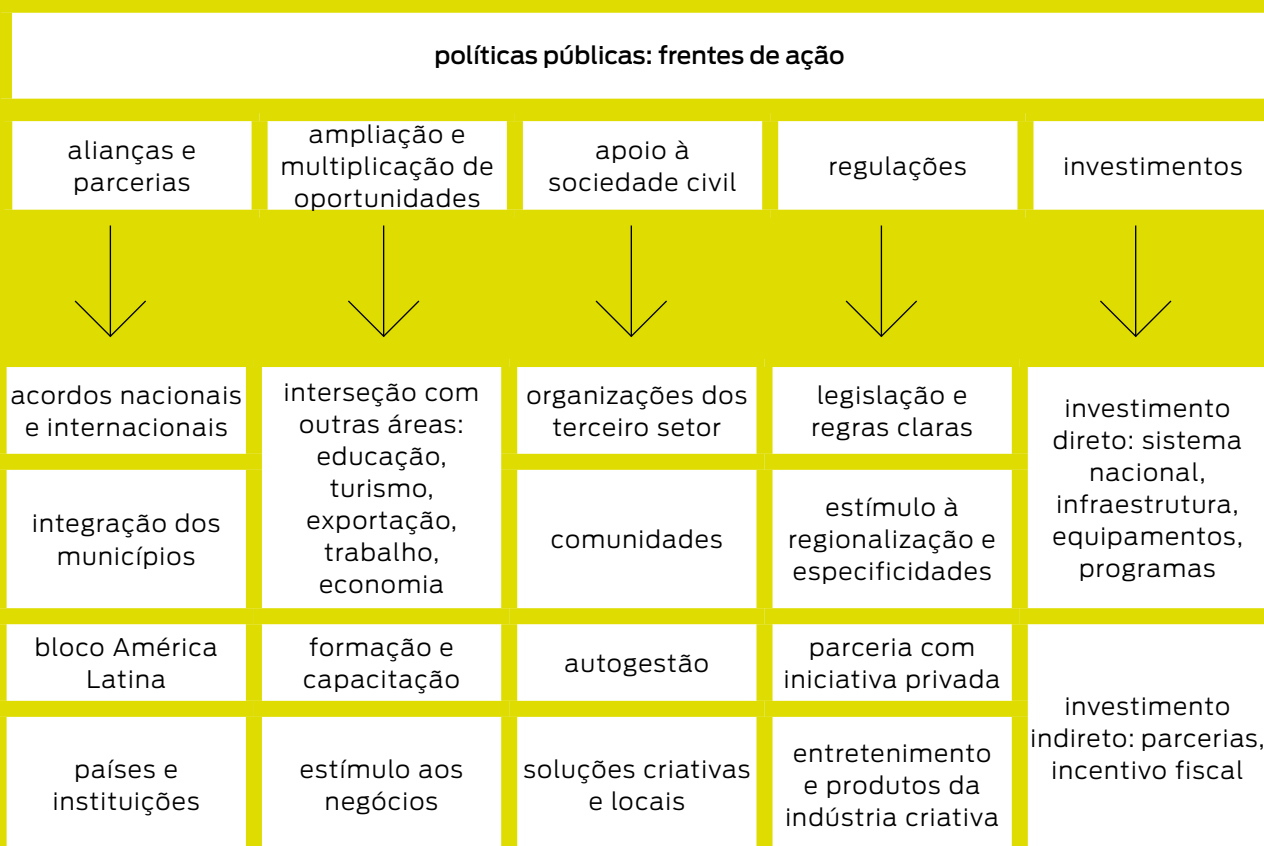 políticas públicas: frentes de ação
alianças e
parcerias
ampliação e
multiplicação de
oportunidades
apoio à
sociedade civil
regulações
investimentos
acordos nacionais
e internacionais
integração dos
municípios
bloco América
Latina
países e
instituições
interseção com
outras áreas:
educação,
turismo,
exportação,
trabalho,
economia
formação e
capacitação
estímulo aos
negócios
organizações dos
terceiro setor
comunidades
autogestão
soluções criativas
e locais
legislação e
regras claras
estímulo à
regionalização e
especificidades
parceria com
iniciativa privada
entretenimento
e produtos da
indústria criativa
investimento
direto: sistema
nacional,
infraestrutura,
equipamentos,
programas
investimento
indireto: parcerias,
incentivo fiscal